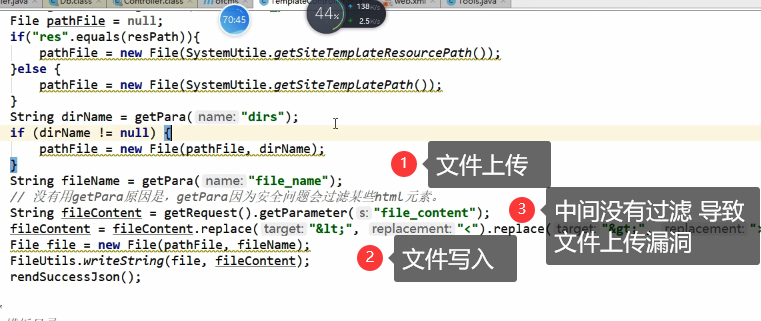 Db.class
Controller.class
ofcms
web.xml
Tools.java
70:45
44%
138K/s
2.5K/s
File pathFile = null;
if("res".equals(resPath)){
pathFile = new File(SystemUtile.getSiteTemplateResourcePath());
}else {
pathFile = new File(SystemUtile.getSiteTemplatePath());
}
String dirName = getPara( name: "dirs");
if (dirName != null) {
pathFile = new File(pathFile, dirName);
}
1 文件上传
String fileName = getPara( name: "file_name");
// 没有用getPara原因是，getPara因为安全问题会过滤某些html元素。
String fileContent = getRequest().getParameter( s: "file_content");
3 中间没有过滤 导致
文件上传漏洞
fileContent = fileContent.replace( target: "&lt;", replacement: "<").replace( target: "&gt;", replacement: ">
File file = new File(pathFile, fileName);
FileUtils.writeString(file, fileContent);
2 文件写入
rendSuccessJson();